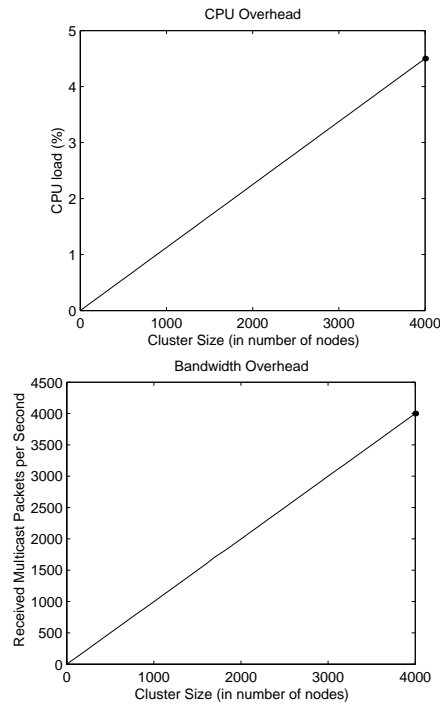 CPU Overhead
5
4
3
2
1
0
CPU load (%)
0 1000 2000 3000 4000
Cluster Size (in number of nodes)
Bandwidth Overhead
4500
4000
3500
3000
2500
2000
1500
1000
500
0
Received Multicast Packets per Second
0 1000 2000 3000 4000
Cluster Size (in number of nodes)